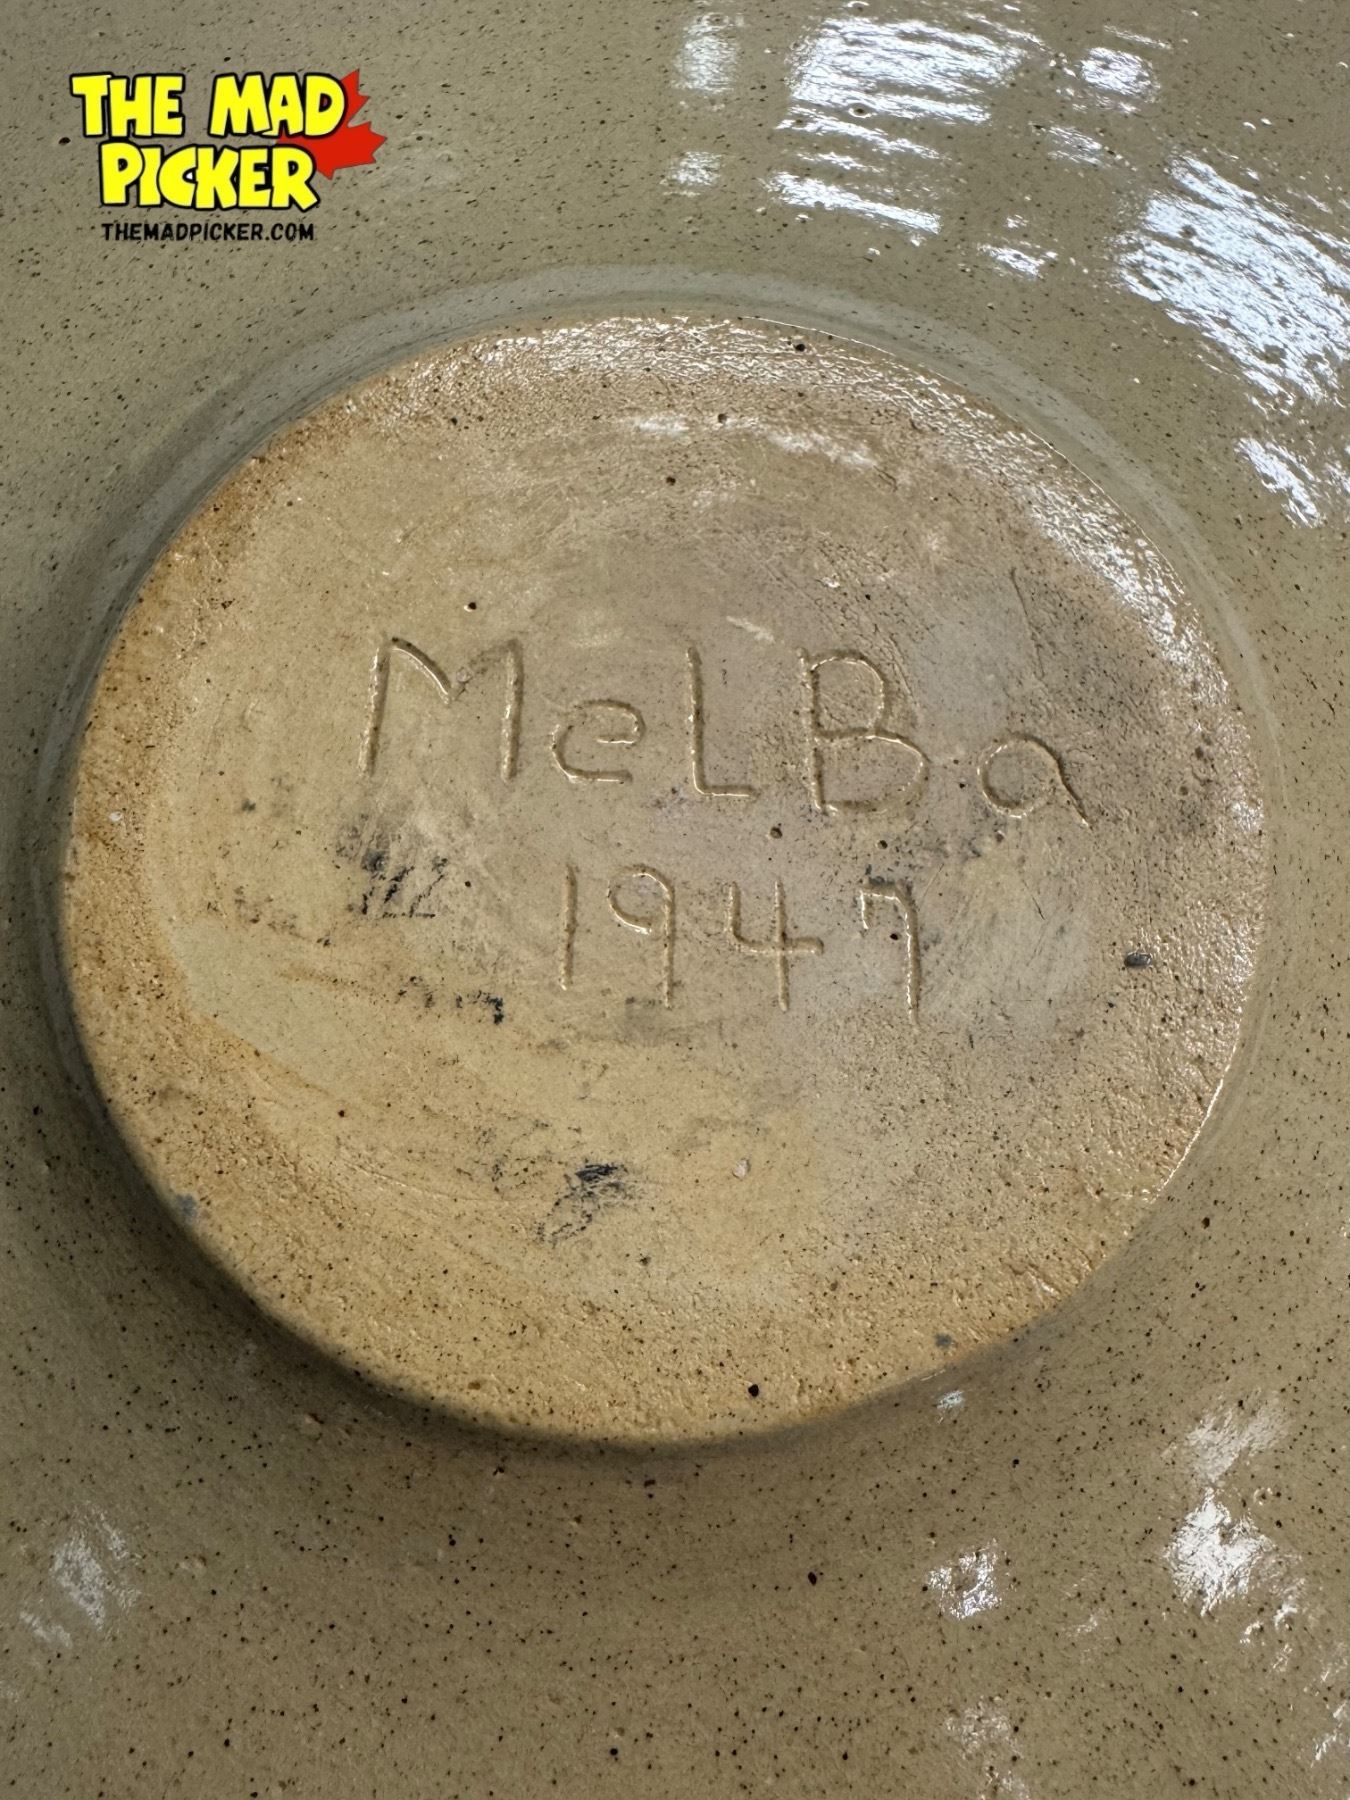 THE MAD
PICKER
THEMADPICKER.COM
MeLBa
1947